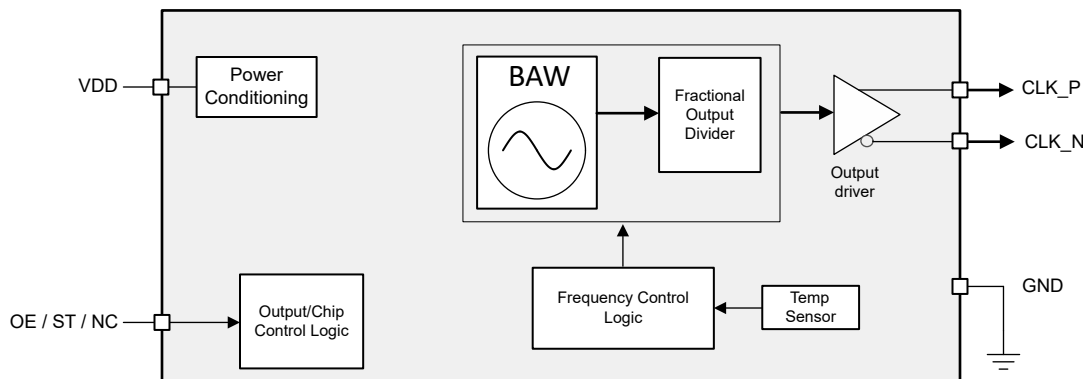 VDD
Power
Conditioning
BAW
Fractional
Output
Divider
CLK_P
CLK_N
Output
driver
OE / ST / NC
Output/Chip
Control Logic
Frequency Control
Logic
Temp
Sensor
GND